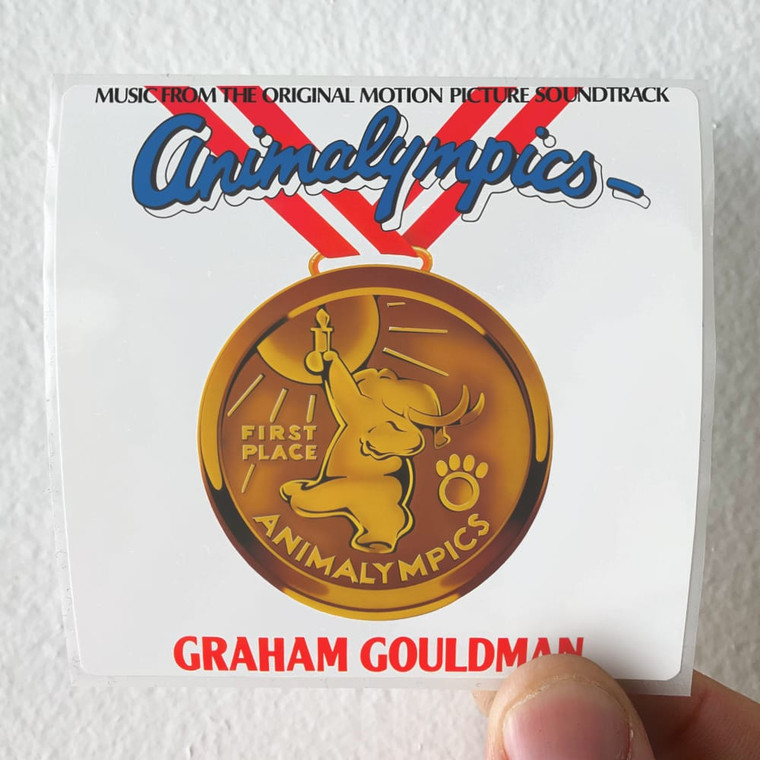 MUSIC FROM THE ORIGINAL MOTION PICTURE SOUNDTRACK
Animalympics
FIRST
PLACE
ANIMALYMPICS
GRAHAM GOULDMAN